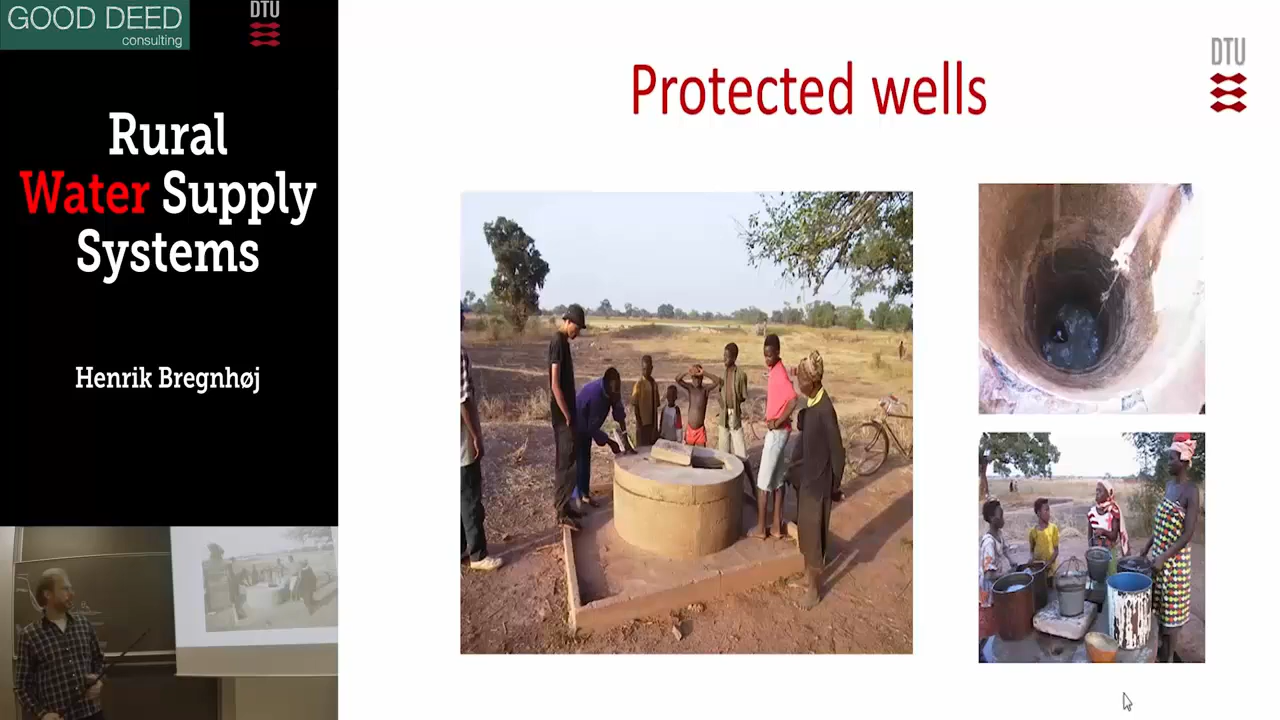 GOOD DEED
consulting
DTU
Rural
Water Supply
Systems
Henrik Bregnhøj
Protected wells
DTU